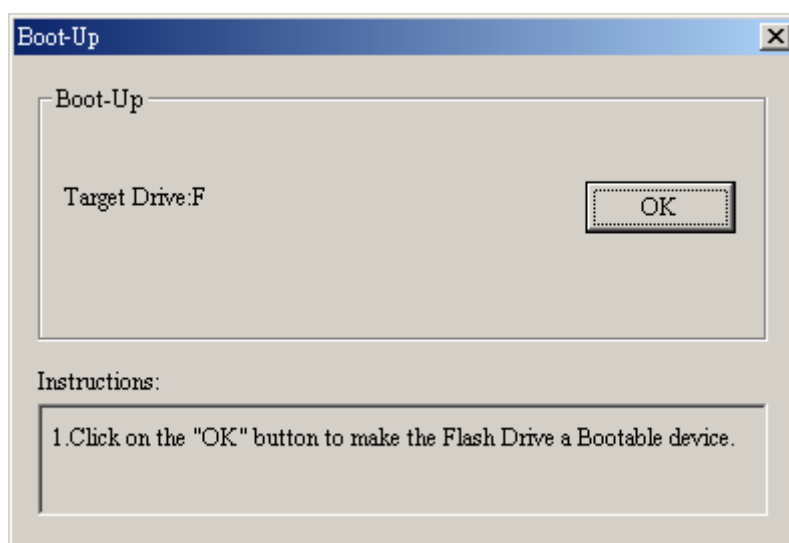 Boot-Up
Boot-Up
Target Drive:F
OK
Instructions:
1.Click on the "OK" button to make the Flash Drive a Bootable device.